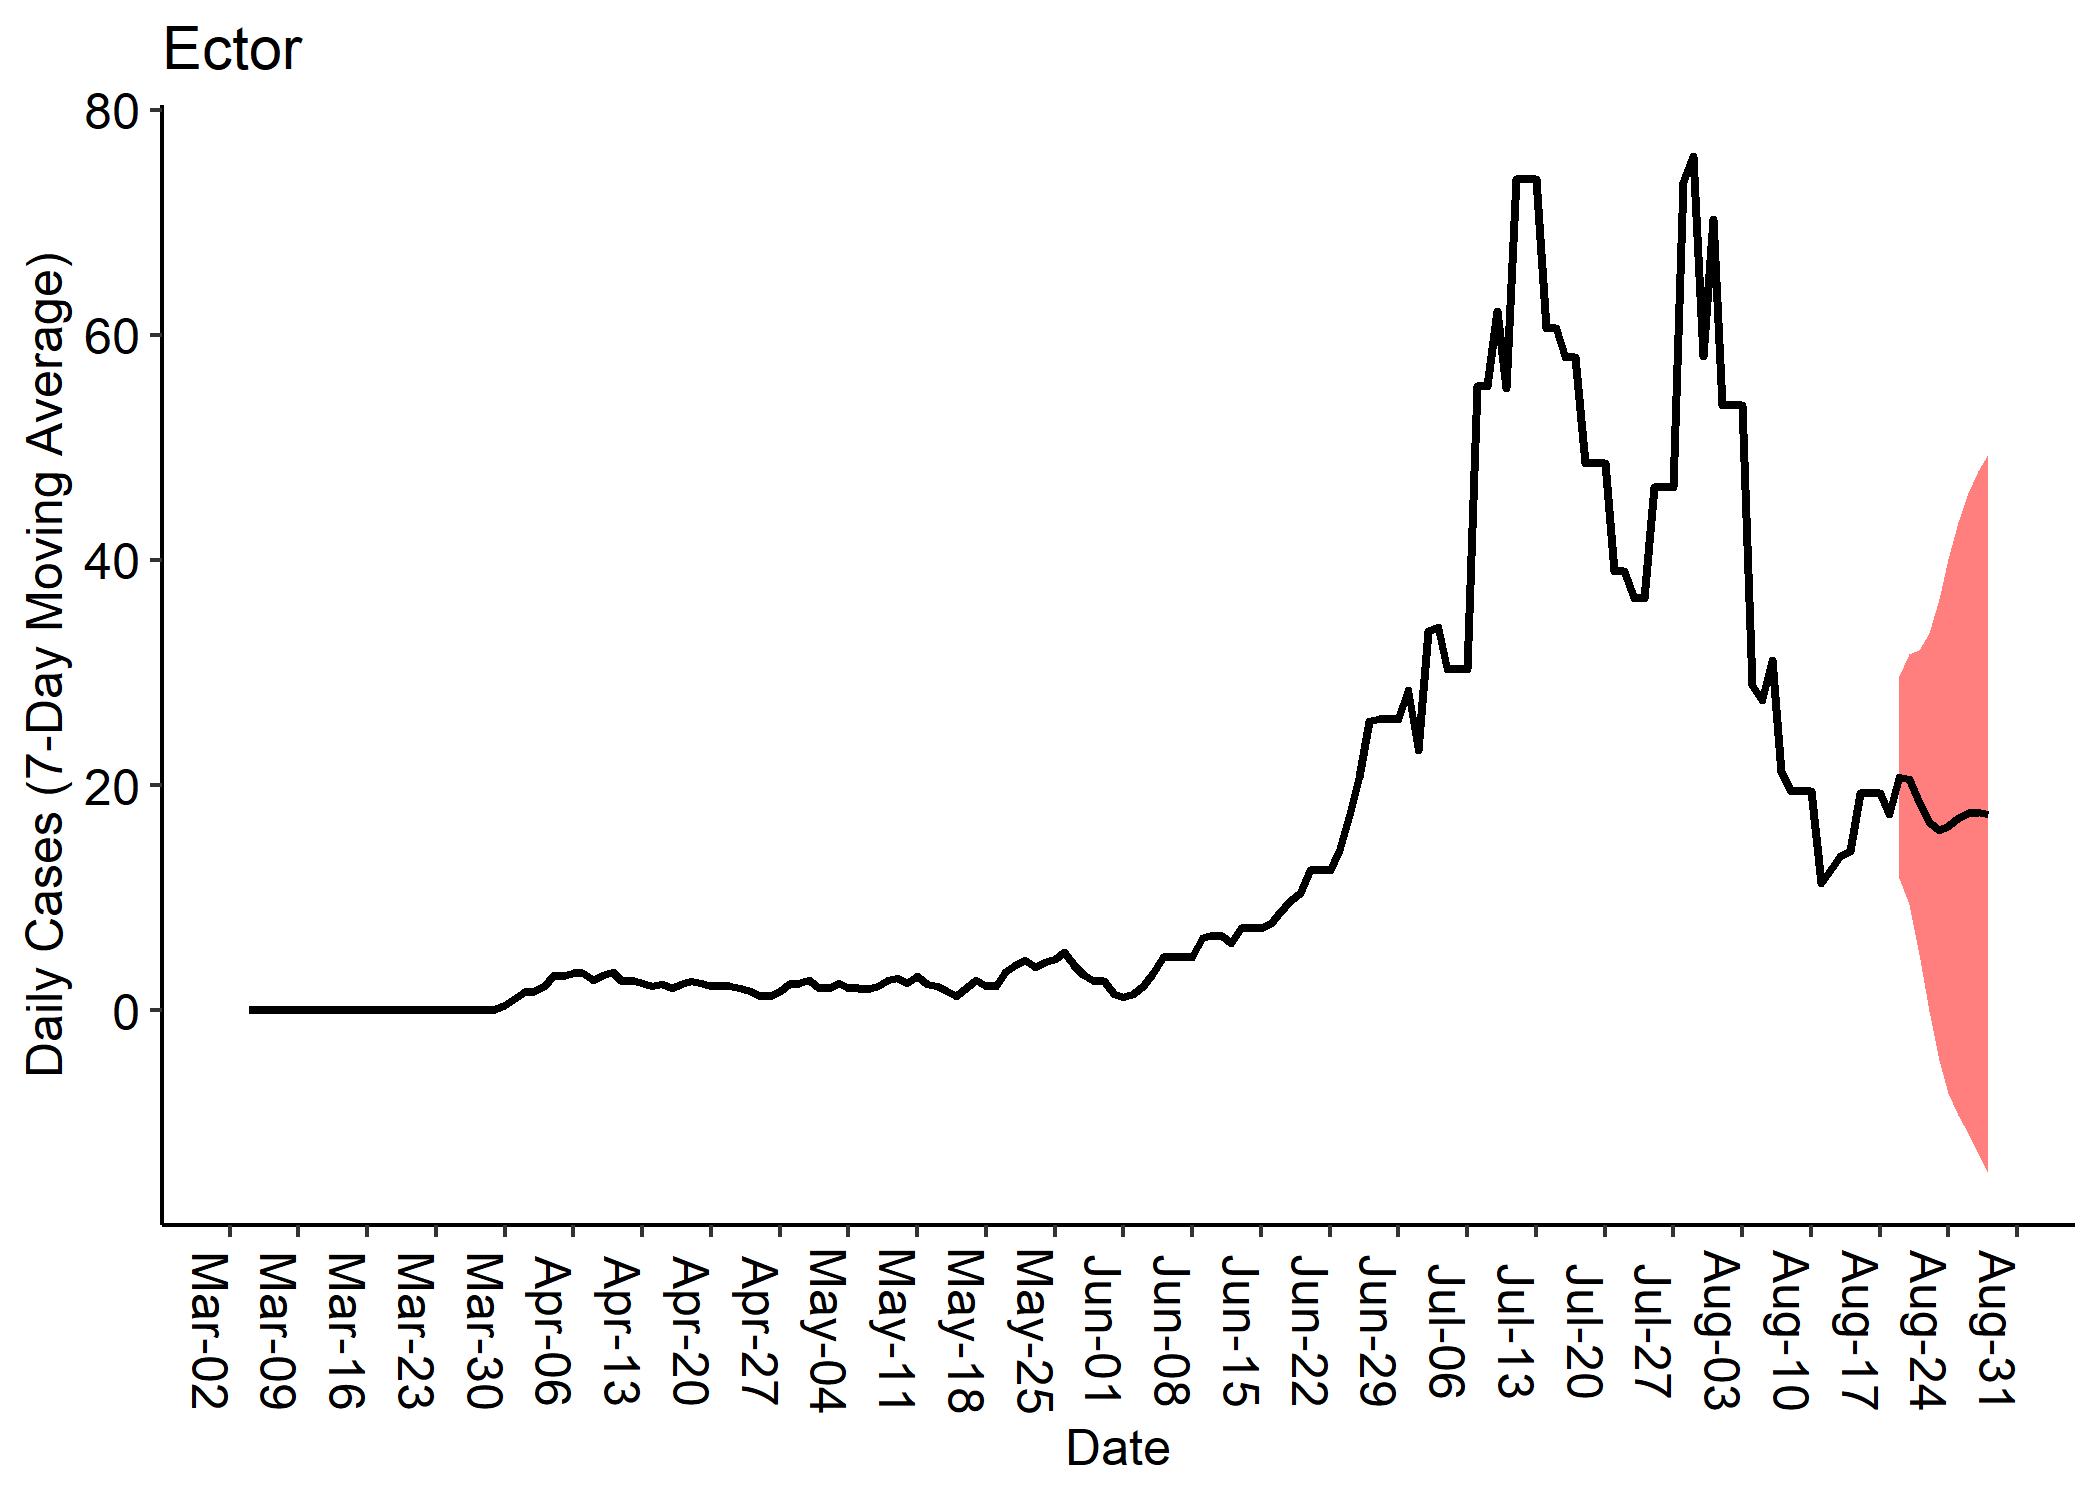 Ector
Daily Cases (7-Day Moving Average)
80
60
40
20
0
Mar-02
Mar-09
Mar-16
Mar-23
Mar-30
Apr-06
Apr-13
Apr-20
Apr-27
May-04
May-11
May-18
May-25
Jun-01
Jun-08
Jun-15
Jun-22
Jun-29
Jul-06
Jul-13
Jul-20
Jul-27
Aug-03
Aug-10
Aug-17
Aug-24
Aug-31
Date